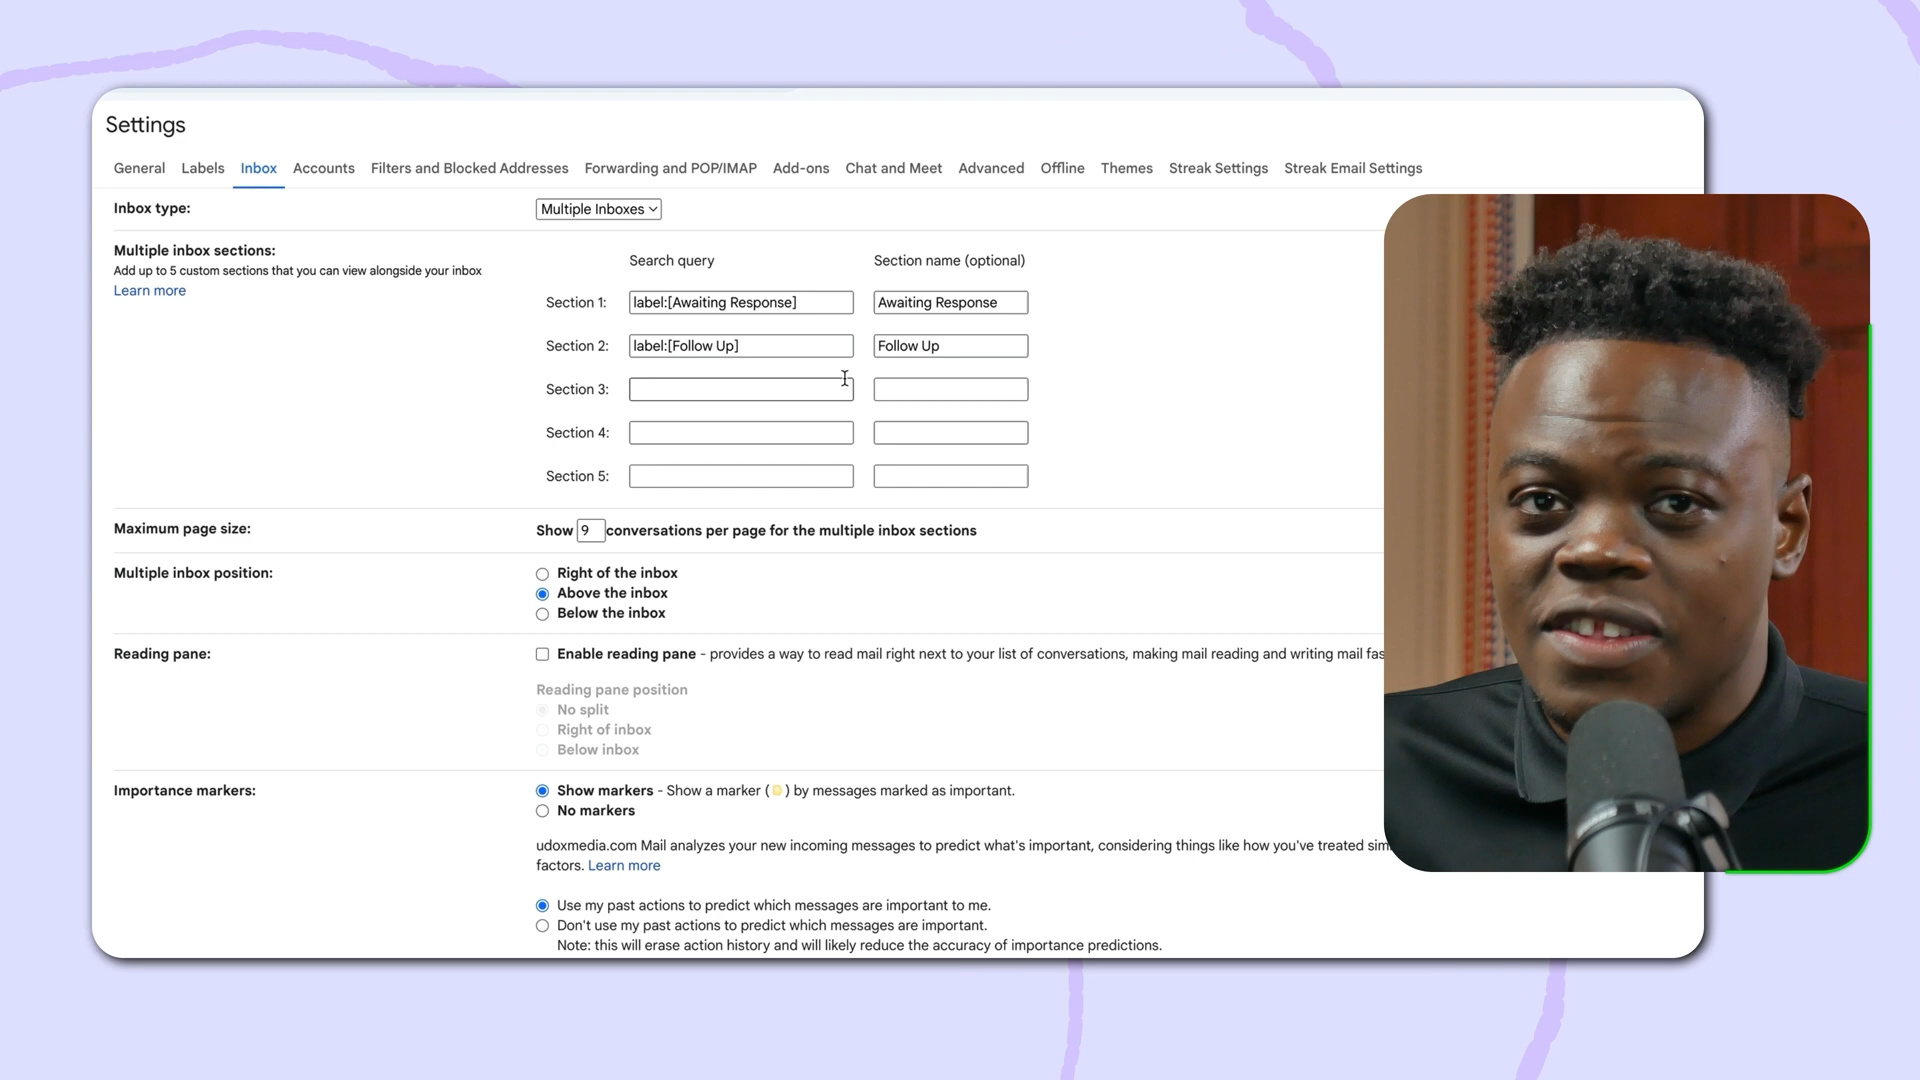 Settings
General Labels Inbox Accounts Filters and Blocked Addresses Forwarding and POP/IMAP Add-ons Chat and Meet Advanced Offline Themes Streak Settings Streak Email Settings
Inbox type: Multiple Inboxes
Multiple inbox sections:
Add up to 5 custom sections that you can view alongside your inbox
Learn more
Search query Section name (optional)
Section 1: label:[Awaiting Response] Awaiting Response
Section 2: label:[Follow Up] Follow Up
Section 3:
Section 4:
Section 5:
Maximum page size: Show 9 conversations per page for the multiple inbox sections
Multiple inbox position: Right of the inbox
Above the inbox
Below the inbox
Reading pane: Enable reading pane - provides a way to read mail right next to your list of conversations, making mail reading and writing mail fas
Reading pane position
No split
Right of inbox
Below inbox
Importance markers: Show markers - Show a marker ( ) by messages marked as important.
No markers
udoxmedia.com Mail analyzes your new incoming messages to predict what's important, considering things like how you've treated sim
factors. Learn more
Use my past actions to predict which messages are important to me.
Don't use my past actions to predict which messages are important.
Note: this will erase action history and will likely reduce the accuracy of importance predictions.